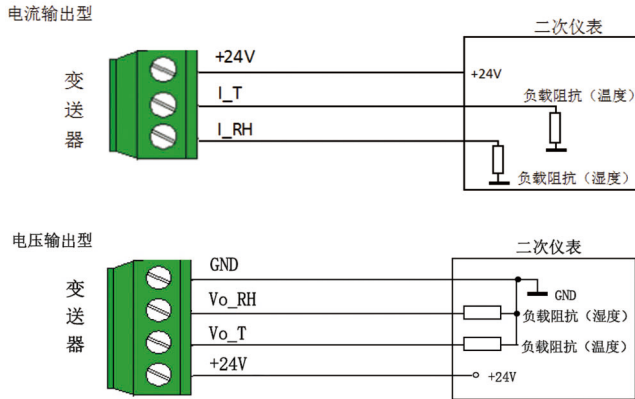 电流输出型
二次仪表
变送器
+24V
+24V
I_T
负载阻抗（温度）
I_RH
负载阻抗（湿度）
电压输出型
二次仪表
变送器
GND
GND
Vo_RH
负载阻抗（湿度）
Vo_T
负载阻抗（温度）
+24V
+24V